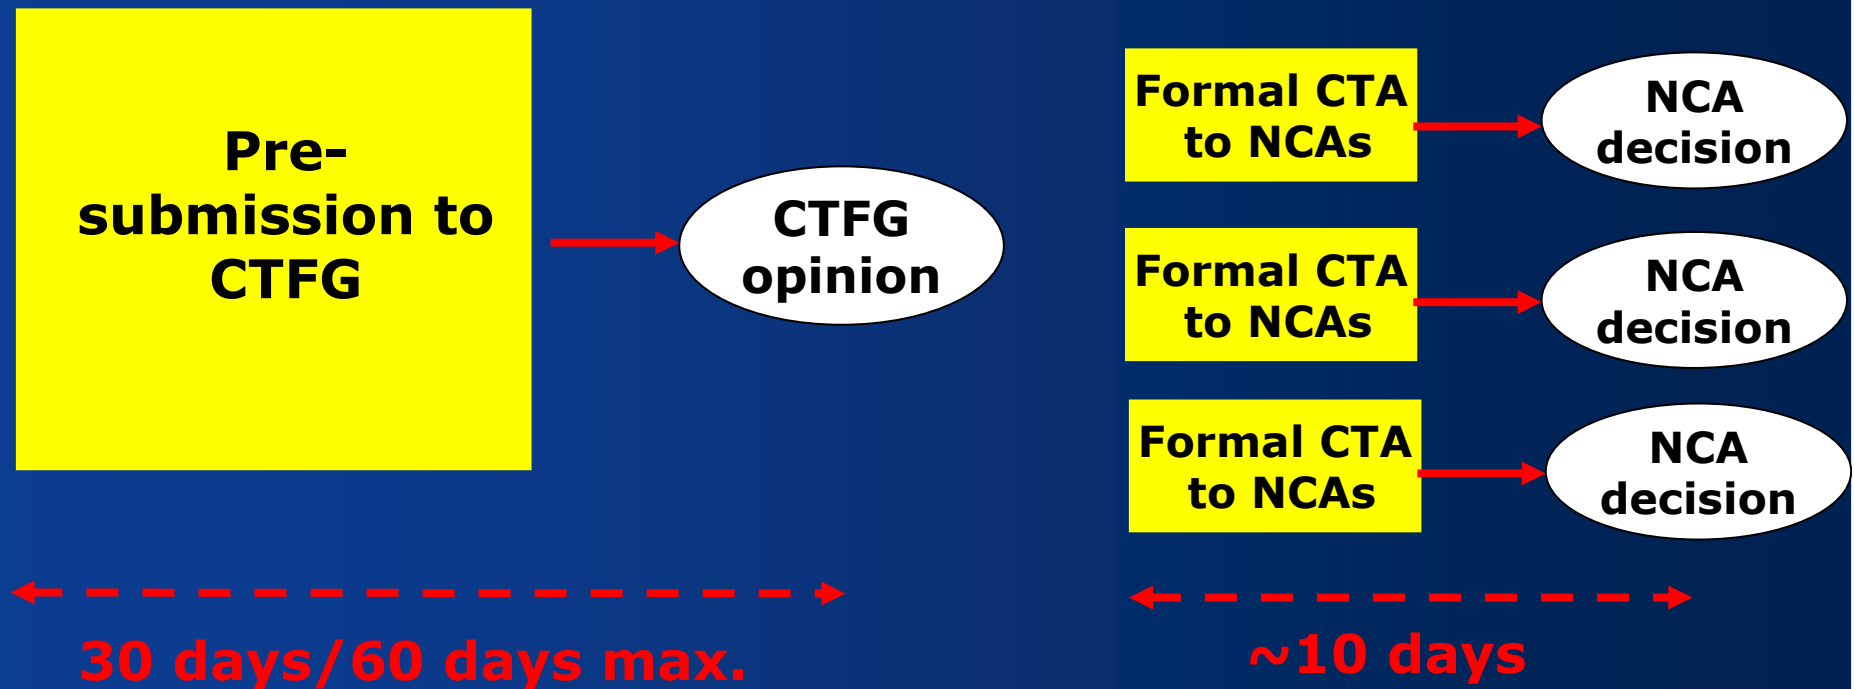 Pre-
submission to
CTFG
CTFG
opinion
Formal CTA
to NCAs
NCA
decision
Formal CTA
to NCAs
NCA
decision
Formal CTA
to NCAs
NCA
decision
30 days/60 days max.
~10 days